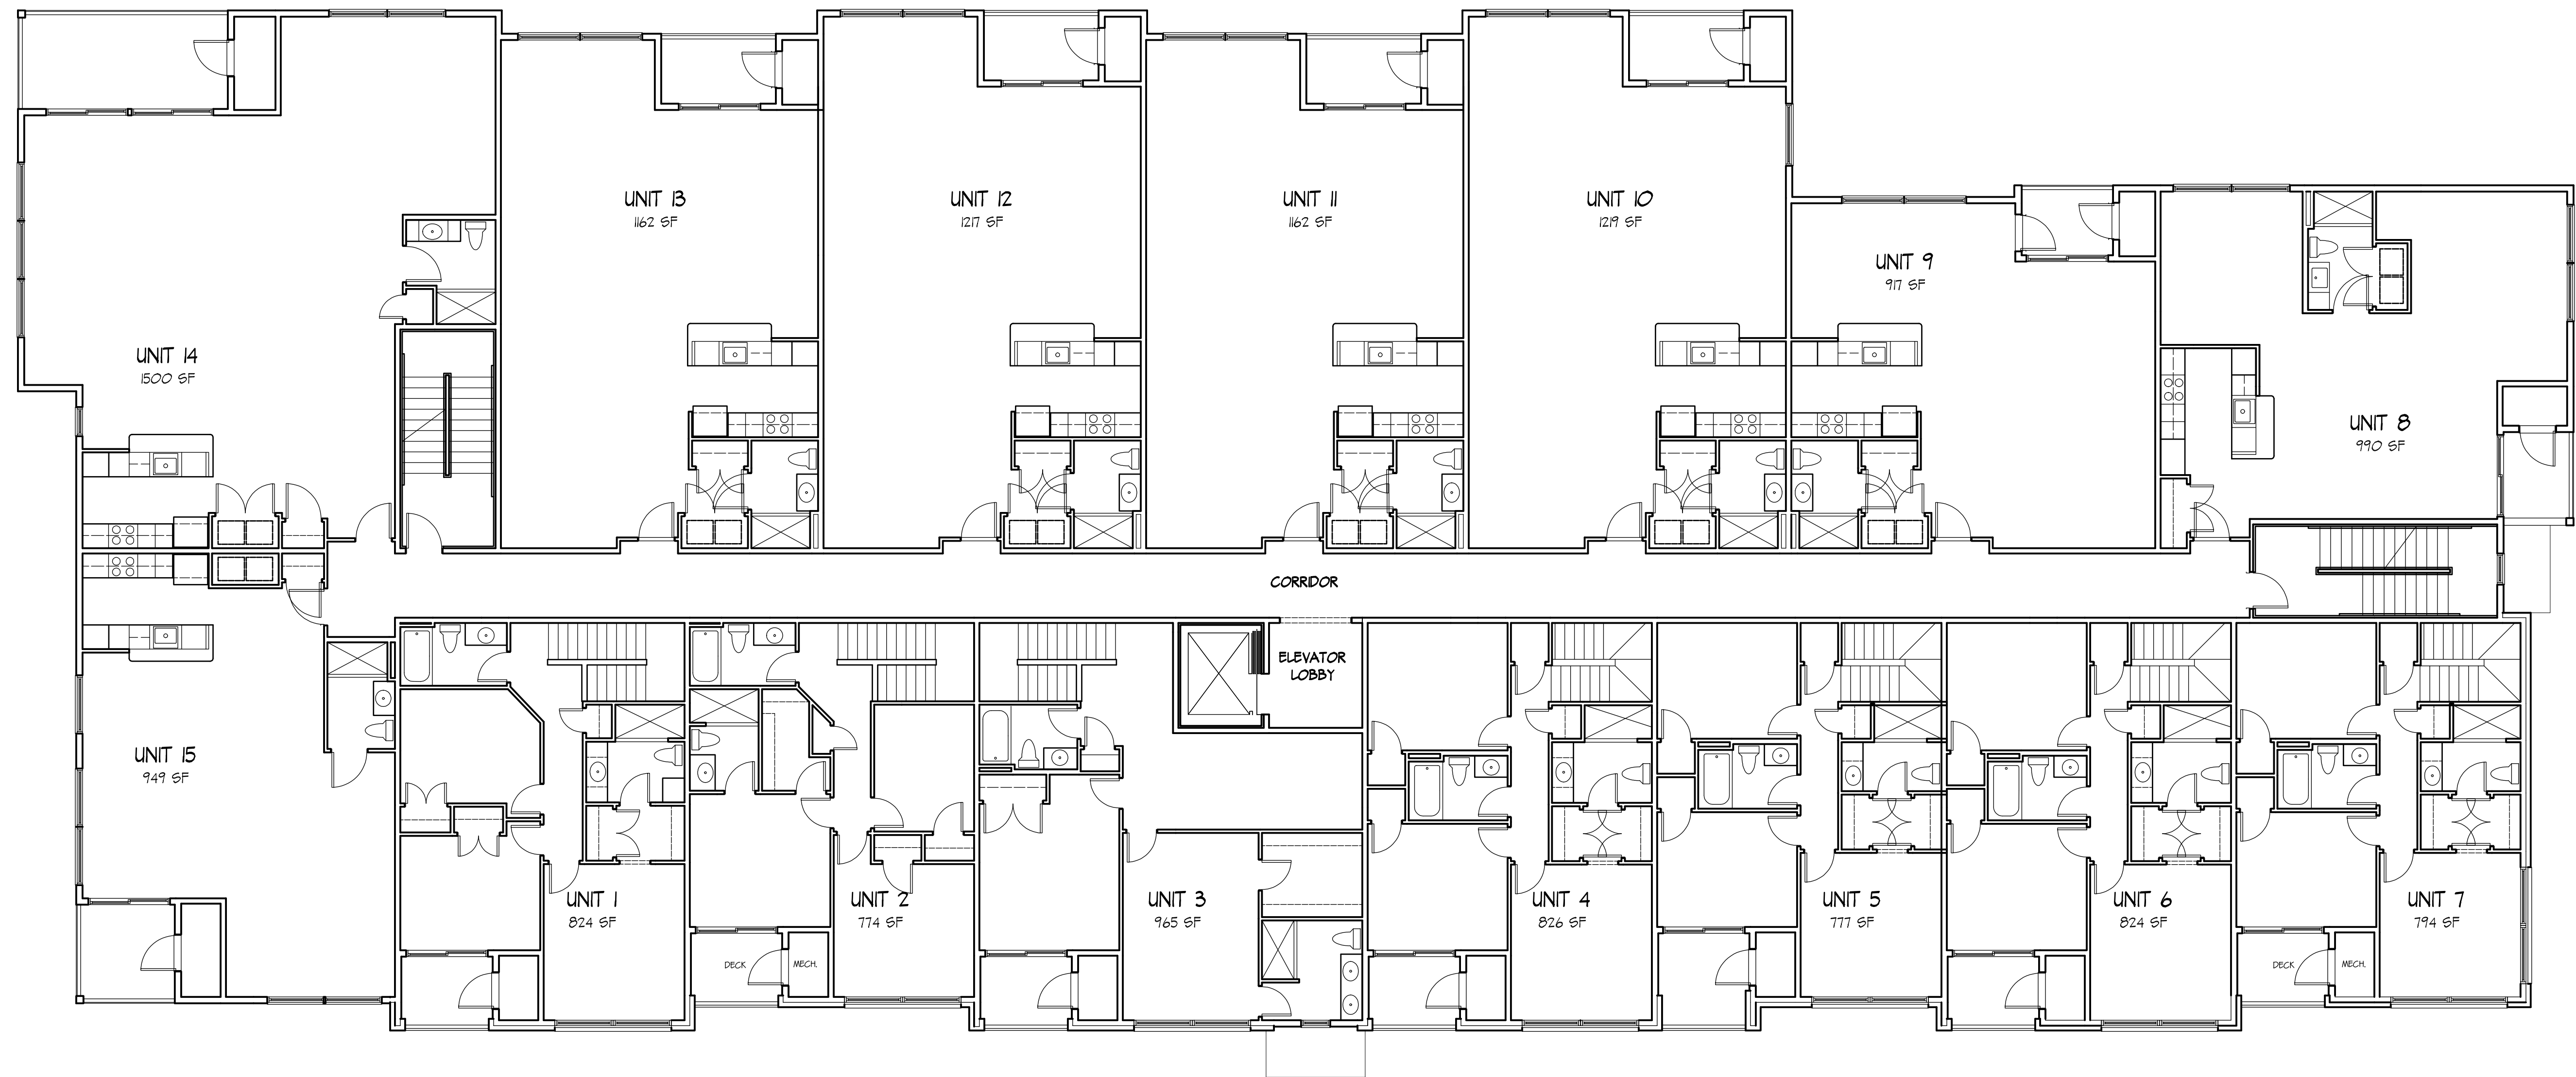 UNIT 13
1162 SF
UNIT 12
1217 SF
UNIT 11
1162 SF
UNIT 10
1219 SF
UNIT 9
917 SF
UNIT 14
1500 SF
UNIT 8
990 SF
CORRIDOR
ELEVATOR
LOBBY
UNIT 15
949 SF
UNIT 1
824 SF
UNIT 2
774 SF
UNIT 3
965 SF
UNIT 4
826 SF
UNIT 5
777 SF
UNIT 6
824 SF
UNIT 7
794 SF
DECK
MECH.
DECK
MECH.